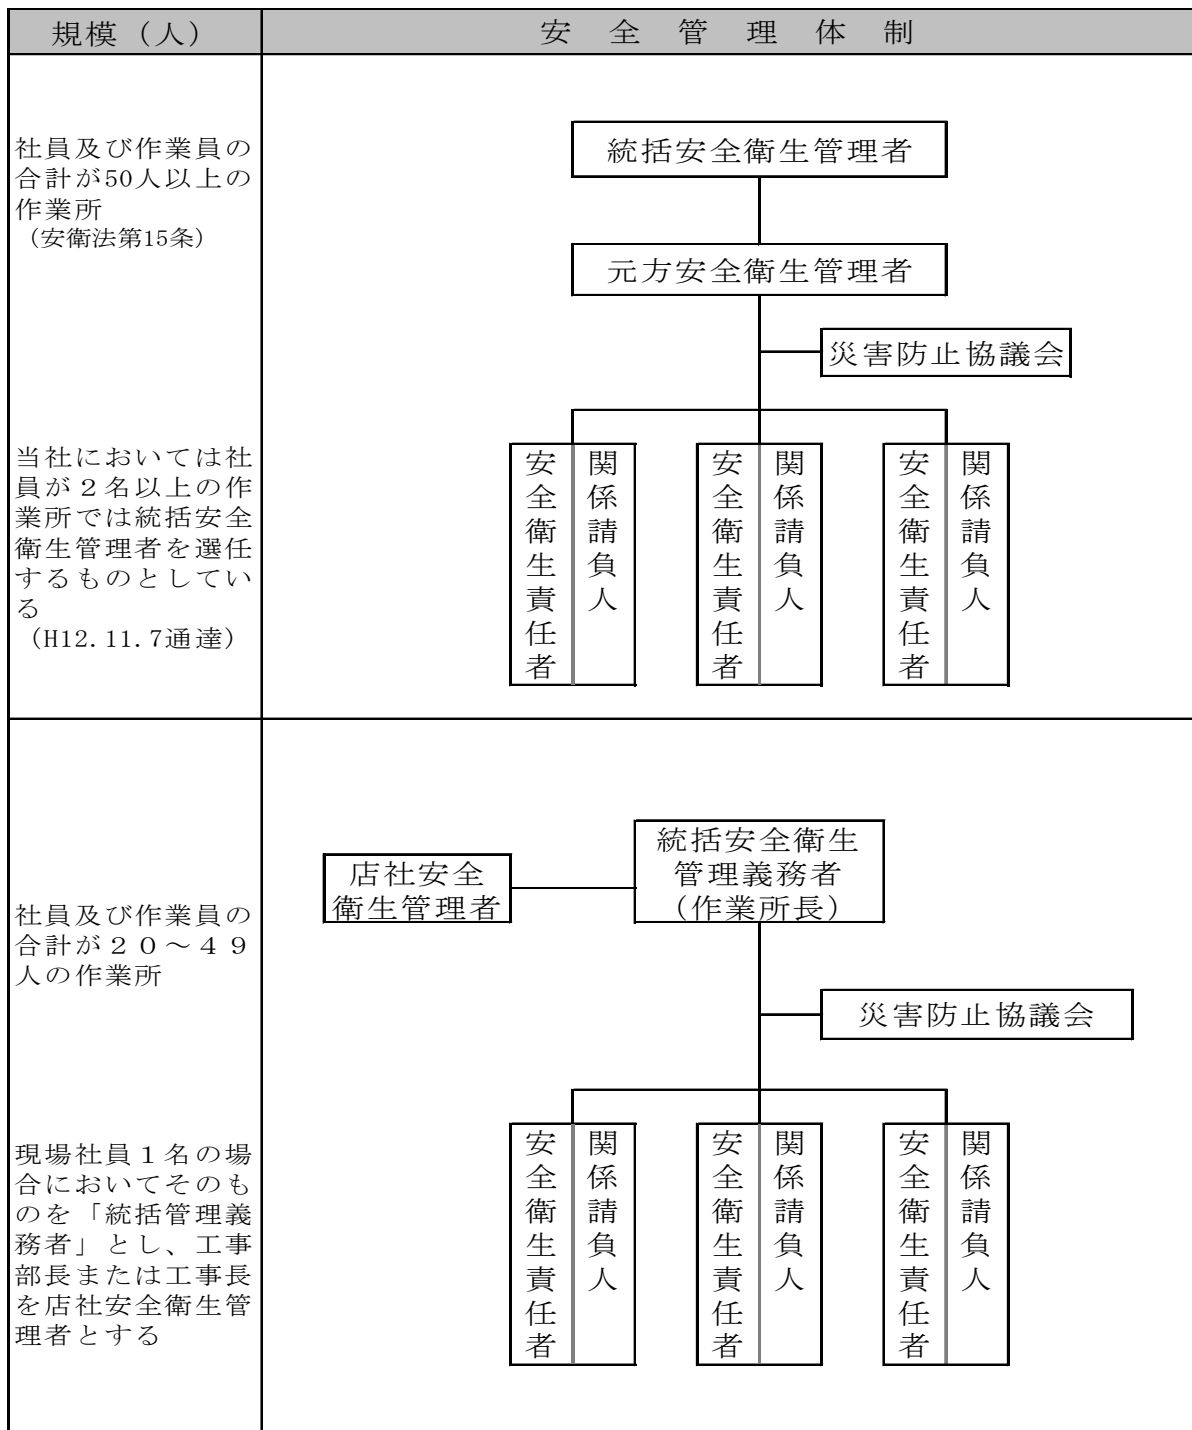 規模（人）
安全管理体制
社員及び作業員の
合計が50人以上の
作業所
（安衛法第15条）
当社においては社
員が２名以上の作
業所では統括安全
衛生管理者を選任
するものとしてい
る
（H12.11.7通達）
統括安全衛生管理者
元方安全衛生管理者
災害防止協議会
安全衛生責任者
関係請負人
安全衛生責任者
関係請負人
安全衛生責任者
関係請負人
社員及び作業員の
合計が２０～４９
人の作業所
現場社員１名の場
合においてそのも
のを「統括管理義
務者」とし、工事
部長または工事長
を店社安全衛生管
理者とする
店社安全
衛生管理者
統括安全衛生
管理義務者
（作業所長）
災害防止協議会
安全衛生責任者
関係請負人
安全衛生責任者
関係請負人
安全衛生責任者
関係請負人